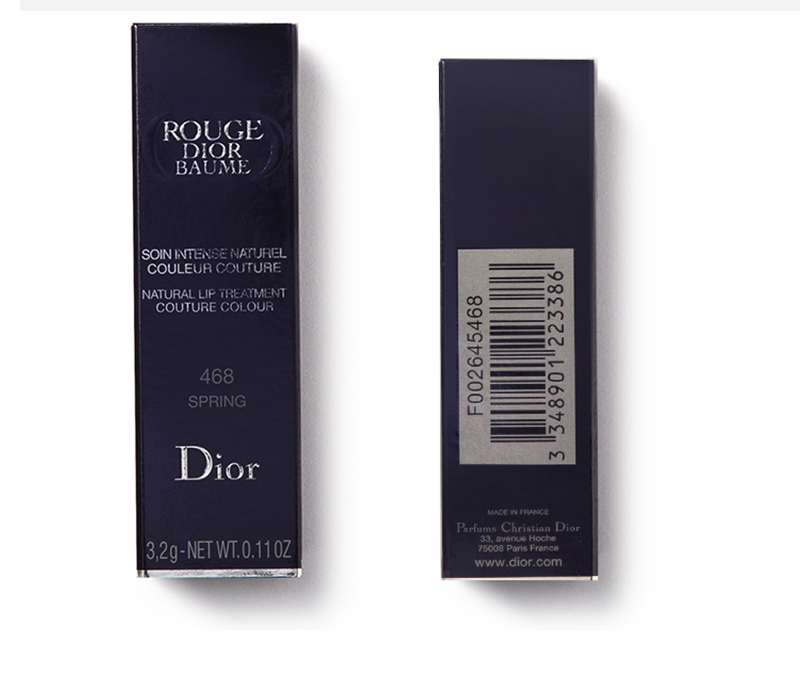 ROUGE
DIOR
BAUME
SOIN INTENSE NATUREL
COULEUR COUTURE
NATURAL LIP TREATMENT
COUTURE COLOUR
468
SPRING
Dior
3,2g-NET WT.0.11 OZ
F002645468
3 348901 223386
MADE IN FRANCE
Parfums Christian Dior
33, avenue Hoche
75008 Paris France
www.dior.com